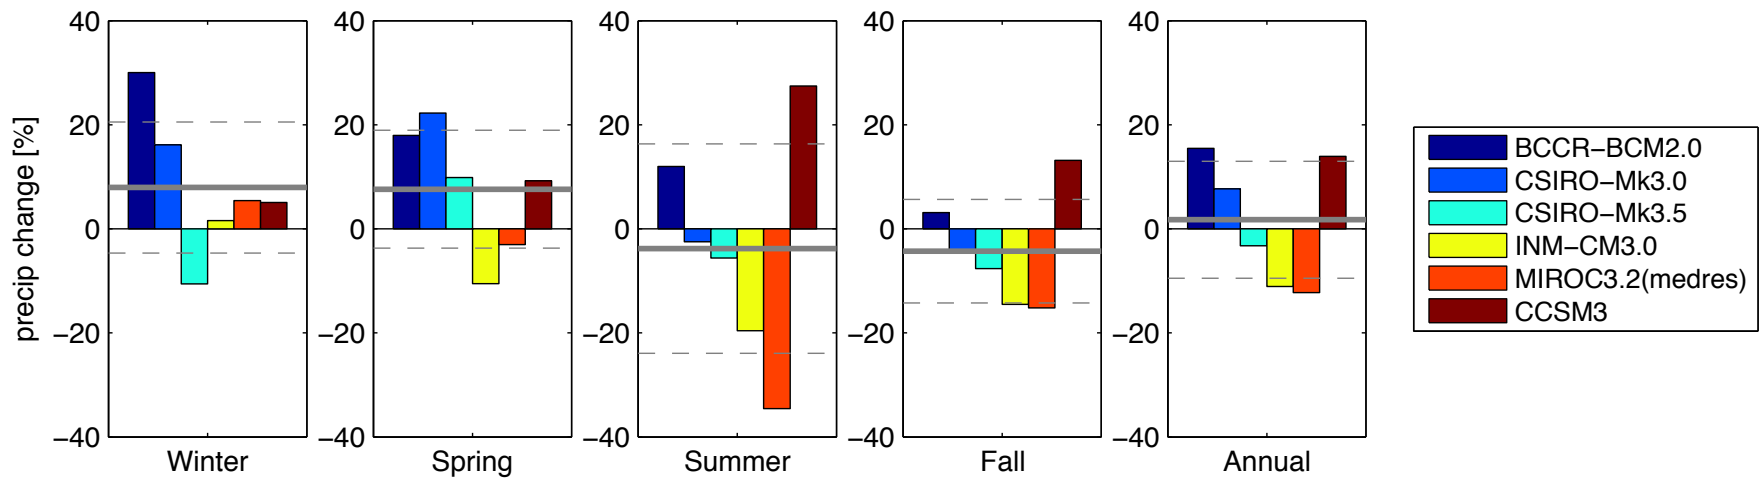 precip change [%]
40
20
0
−20
−40
Winter
40
20
0
−20
−40
Spring
40
20
0
−20
−40
Summer
40
20
0
−20
−40
Fall
40
20
0
−20
−40
Annual
BCCR−BCM2.0
CSIRO−Mk3.0
CSIRO−Mk3.5
INM−CM3.0
MIROC3.2(medres)
CCSM3